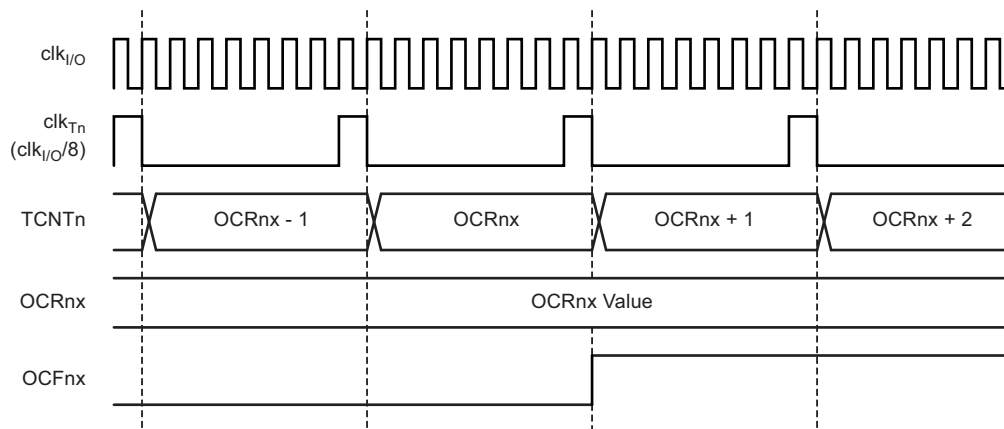 clkI/O
clkTn
(clkI/O/8)
TCNTn
OCRnx - 1
OCRnx
OCRnx + 1
OCRnx + 2
OCRnx
OCRnx Value
OCFnx